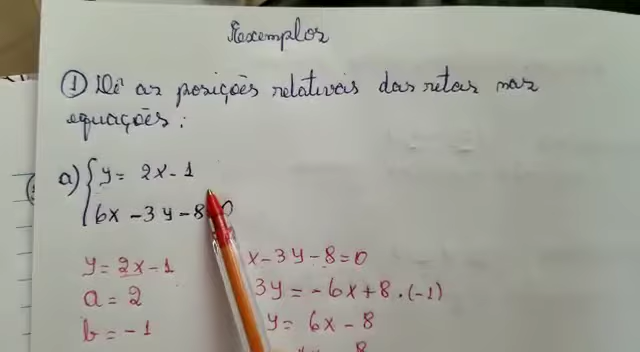 Exemplos
① Dê as posições relativas das retas nas
equações:
a) { y = 2x - 1
6x - 3y - 8 = 0
y = 2x - 1
a = 2
b = - 1
x - 3y - 8 = 0
3y = - 6x + 8 . (-1)
y = 6x - 8